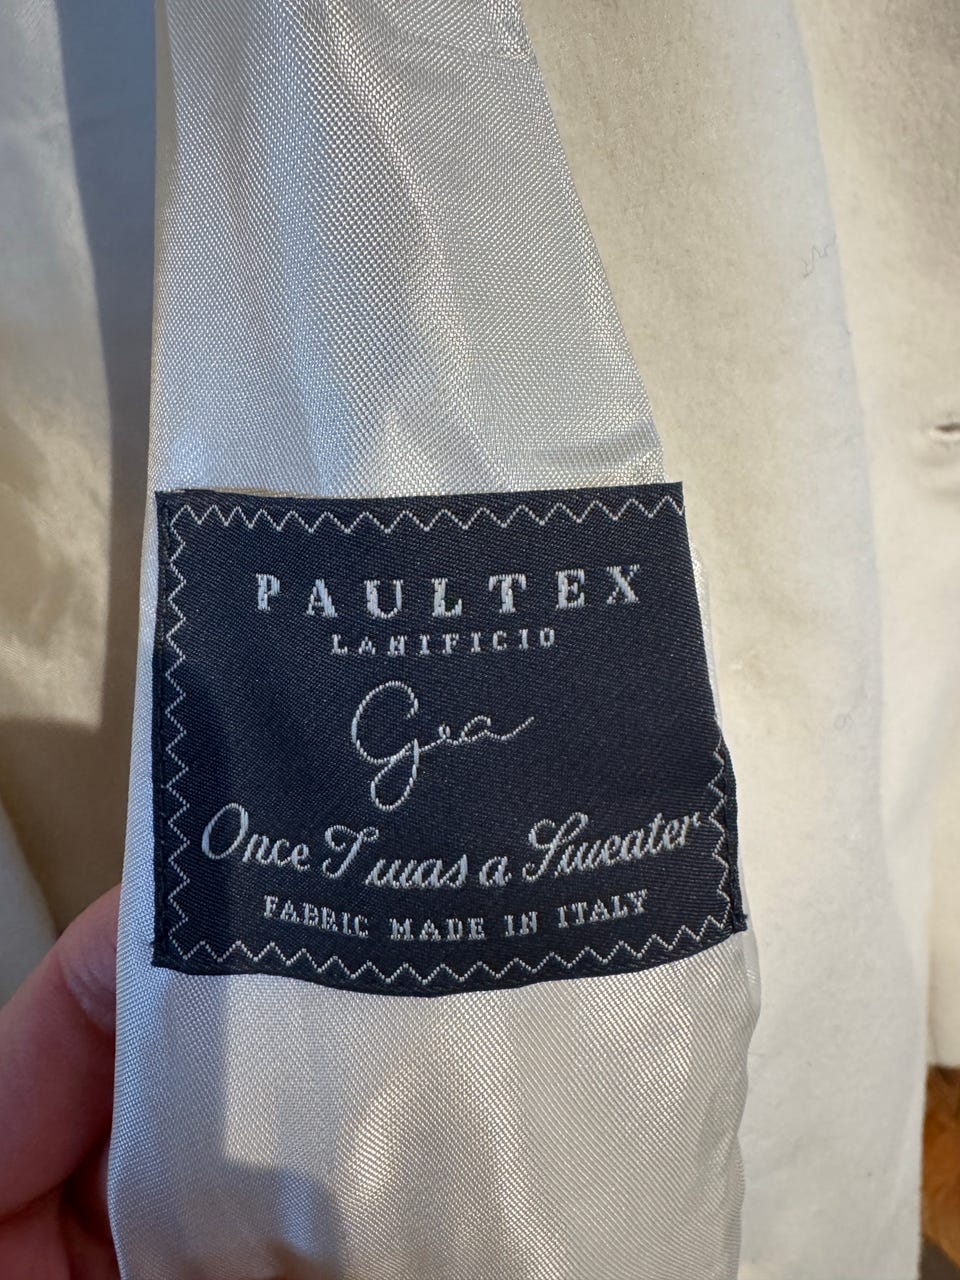 PAULTEX
LANIFICIO
Gea
Once I was a Sweater
FABRIC MADE IN ITALY